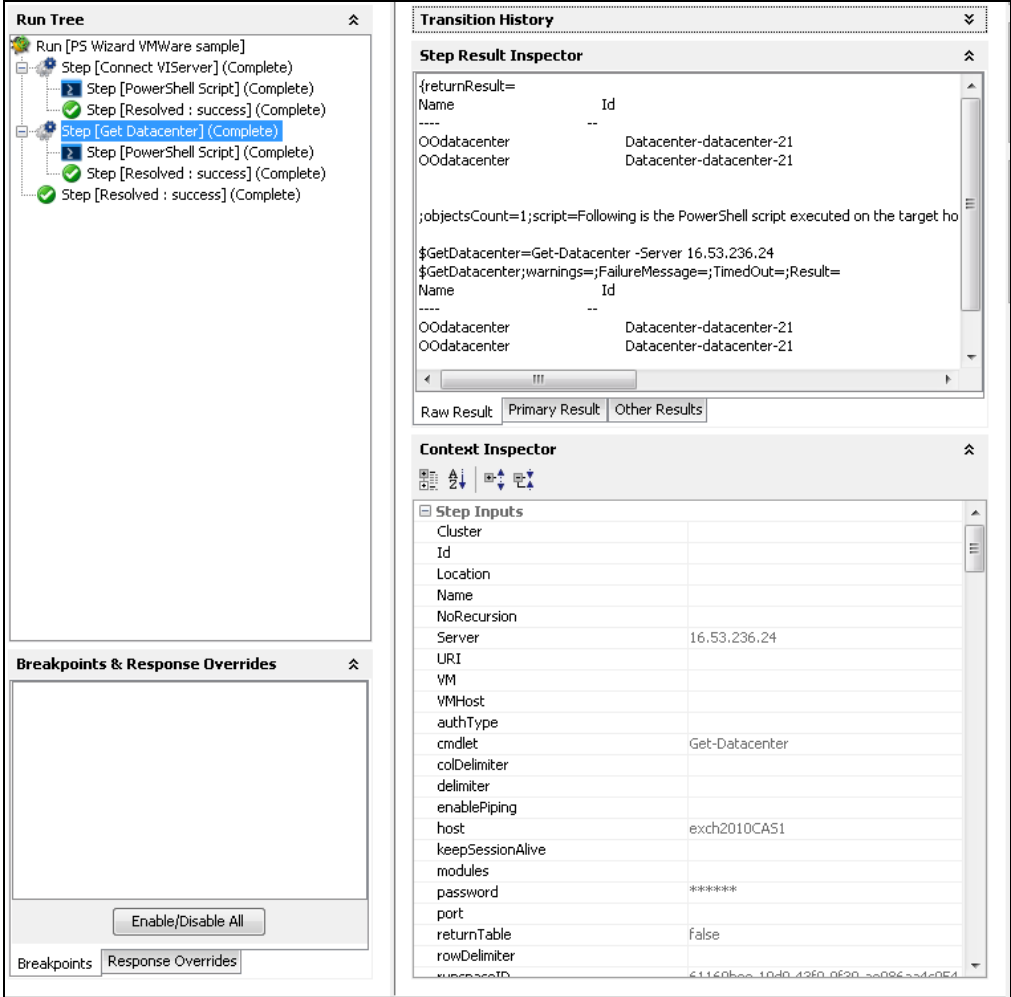 Run Tree
Run [PS Wizard VMWare sample]
Step [Connect VIServer] (Complete)
Step [PowerShell Script] (Complete)
Step [Resolved : success] (Complete)
Step [Get Datacenter] (Complete)
Step [PowerShell Script] (Complete)
Step [Resolved : success] (Complete)
Step [Resolved : success] (Complete)
Breakpoints & Response Overrides
Enable/Disable All
Breakpoints Response Overrides
Transition History
Step Result Inspector
{returnResult=
Name Id
---- --
OOdatacenter Datacenter-datacenter-21
OOdatacenter Datacenter-datacenter-21
;objectsCount=1;script=Following is the PowerShell script executed on the target ho
$GetDatacenter=Get-Datacenter -Server 16.53.236.24
$GetDatacenter;warnings=;FailureMessage=;TimedOut=;Result=
Name Id
---- --
OOdatacenter Datacenter-datacenter-21
OOdatacenter Datacenter-datacenter-21
Raw Result Primary Result Other Results
Context Inspector
Step Inputs
Cluster
Id
Location
Name
NoRecursion
Server 16.53.236.24
URI
VM
VMHost
authType
cmdlet Get-Datacenter
colDelimiter
delimiter
enablePiping
host exch2010CAS1
keepSessionAlive
modules
password ******
port
returnTable false
rowDelimiter